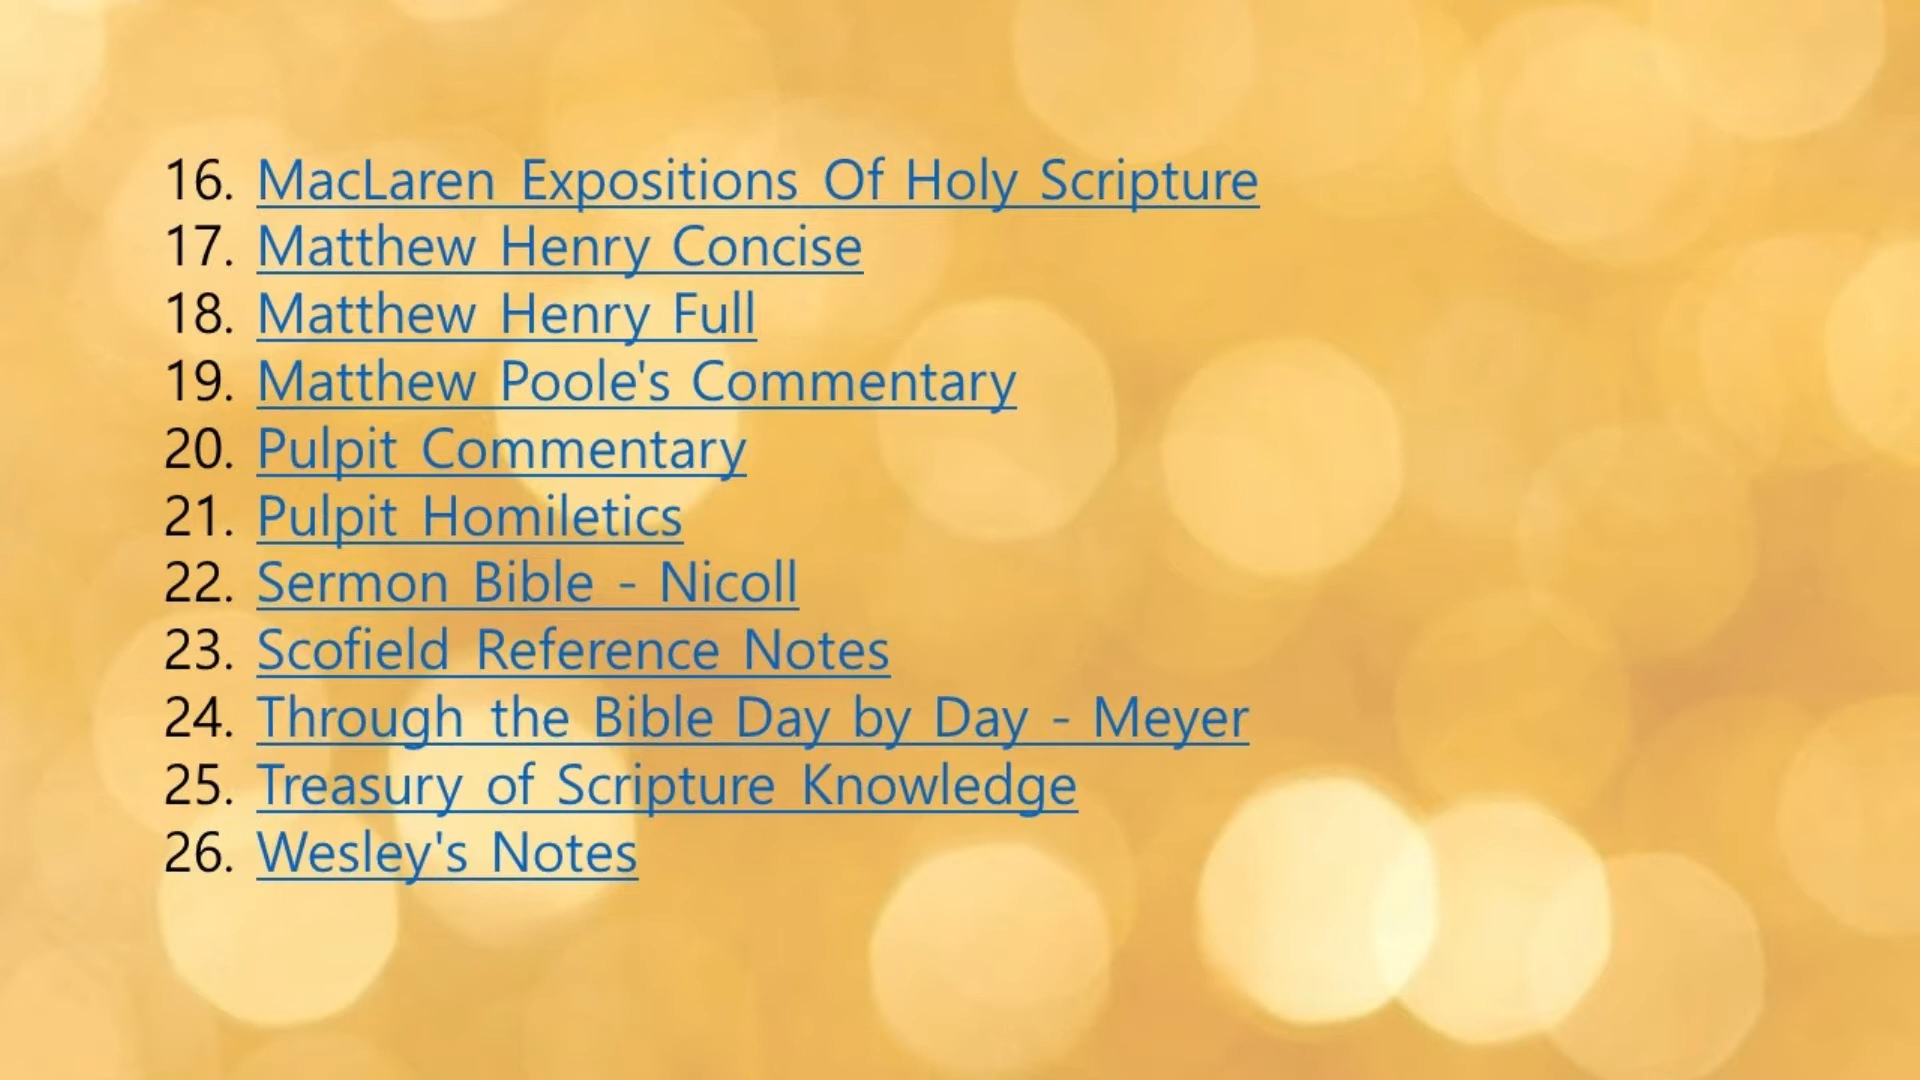 16. MacLaren Expositions Of Holy Scripture
17. Matthew Henry Concise
18. Matthew Henry Full
19. Matthew Poole's Commentary
20. Pulpit Commentary
21. Pulpit Homiletics
22. Sermon Bible - Nicoll
23. Scofield Reference Notes
24. Through the Bible Day by Day - Meyer
25. Treasury of Scripture Knowledge
26. Wesley's Notes